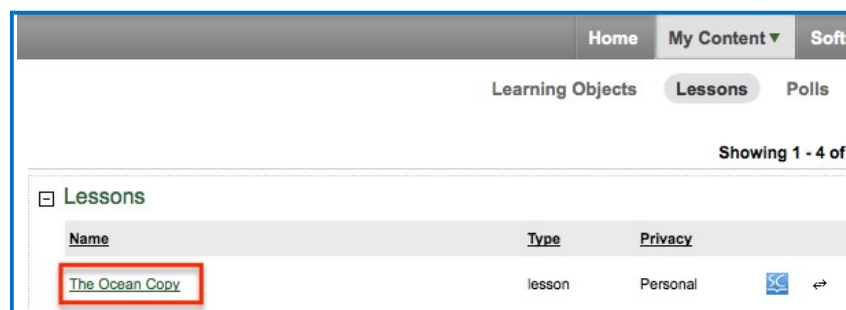 Home My Content ▼ Soft
Learning Objects Lessons Polls
Showing 1 - 4 of
Lessons
Name Type Privacy
The Ocean Copy lesson Personal SC